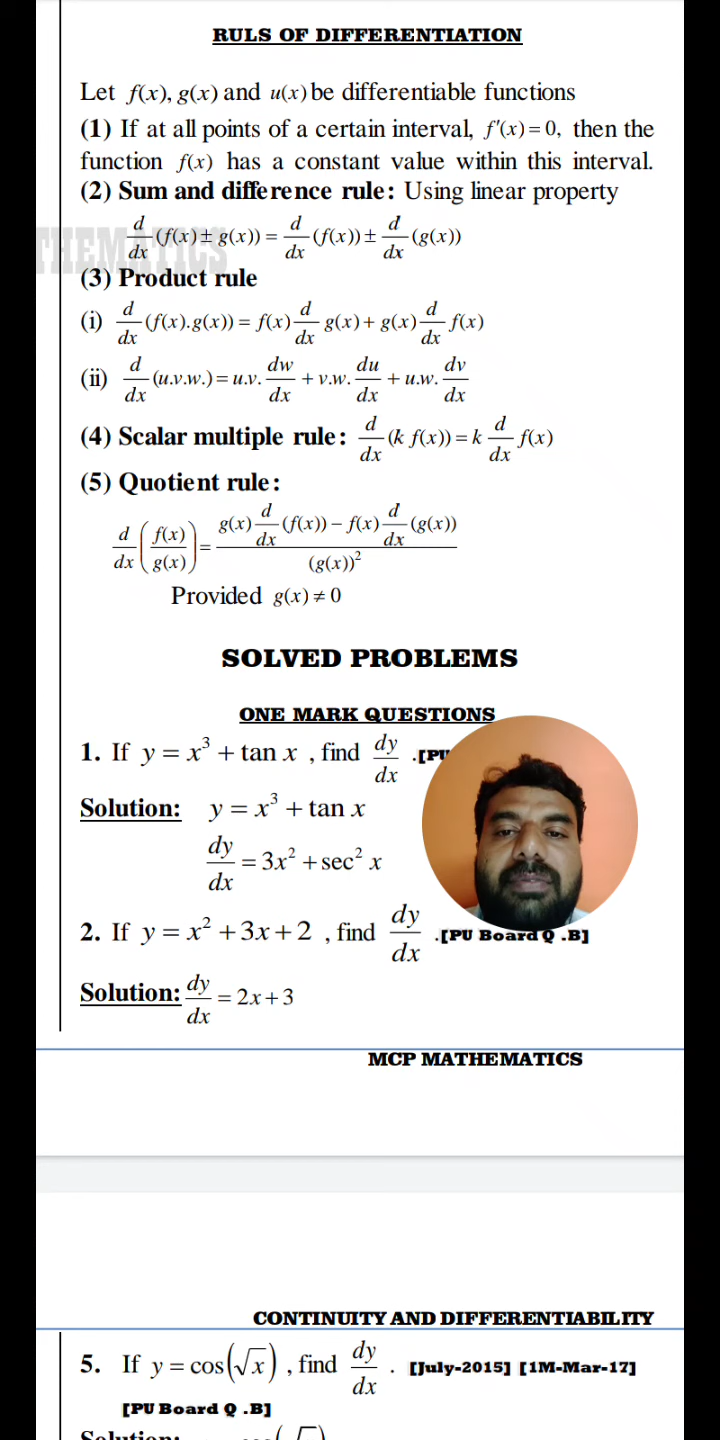 RULS OF DIFFERENTIATION
Let f(x), g(x) and u(x) be differentiable functions
(1) If at all points of a certain interval, f'(x) = 0, then the
function f(x) has a constant value within this interval.
(2) Sum and difference rule: Using linear property
d/dx (f(x) ± g(x)) = d/dx (f(x)) ± d/dx (g(x))
THEMATICS
(3) Product rule
(i) d/dx (f(x).g(x)) = f(x) d/dx g(x) + g(x) d/dx f(x)
(ii) d/dx (u.v.w.) = u.v. dw/dx + v.w. du/dx + u.w. dv/dx
(4) Scalar multiple rule: d/dx (k f(x)) = k d/dx f(x)
(5) Quotient rule:
d/dx (f(x)/g(x)) = (g(x) d/dx (f(x)) − f(x) d/dx (g(x)))/(g(x))²
Provided g(x) ≠ 0
SOLVED PROBLEMS
ONE MARK QUESTIONS
1. If y = x³ + tan x , find dy/dx .[PU
Solution: y = x³ + tan x
dy/dx = 3x² + sec² x
2. If y = x² + 3x + 2 , find dy/dx .[PU Board Q .B]
Solution: dy/dx = 2x + 3
MCP MATHEMATICS
CONTINUITY AND DIFFERENTIABILITY
5. If y = cos(√x) , find dy/dx . [July-2015] [1M-Mar-17]
[PU Board Q .B]
Solution: